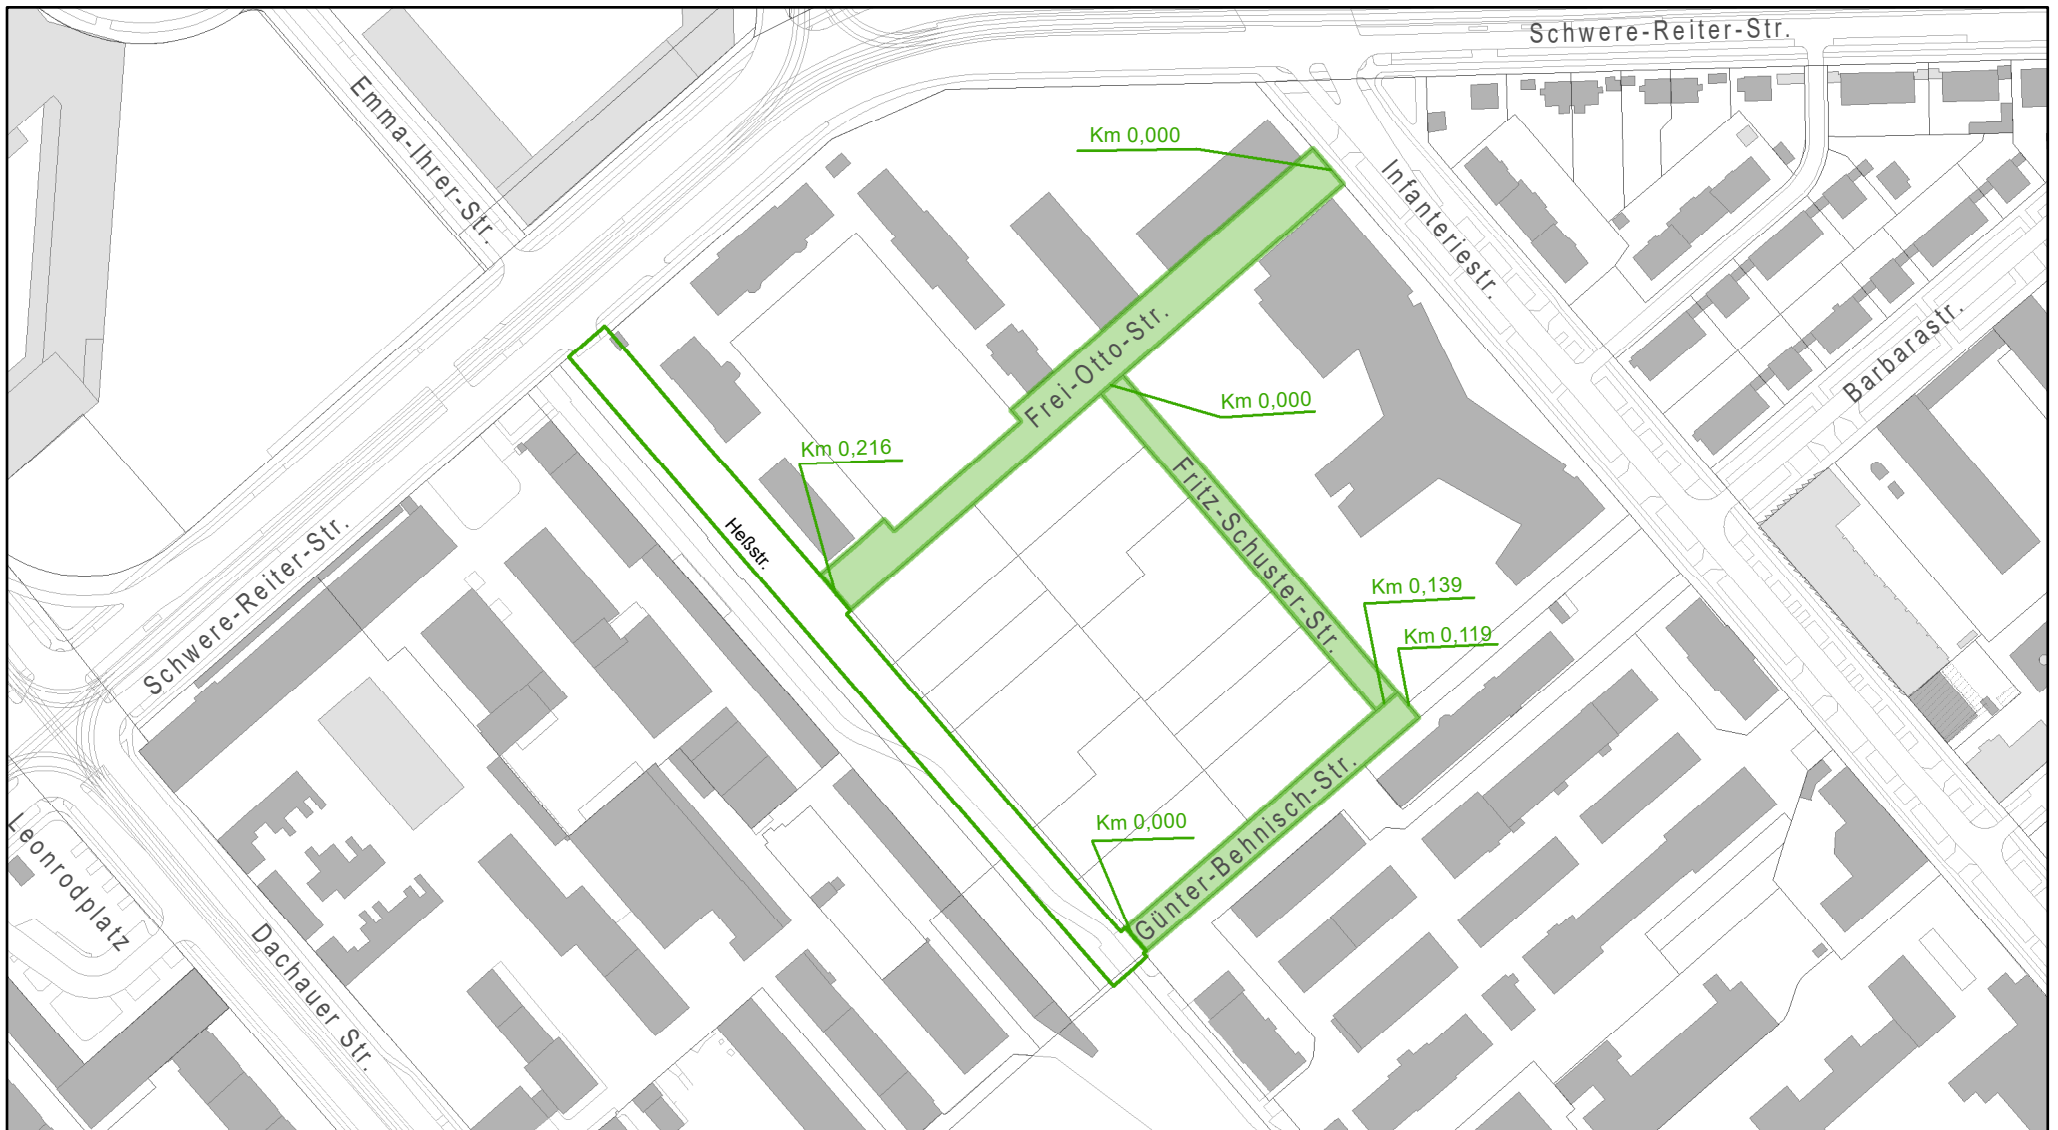 Schwere-Reiter-Str.
Emma-Ihrer-Str.
Km 0,000
Infanteriestr.
Frei-Otto-Str.
Barbarastr.
Km 0,000
Km 0,216
Fritz-Schuster-Str.
Heßstr.
Schwere-Reiter-Str.
Km 0,139
Km 0,119
Km 0,000
Günter-Behnisch-Str.
Leonrodplatz
Dachauer Str.